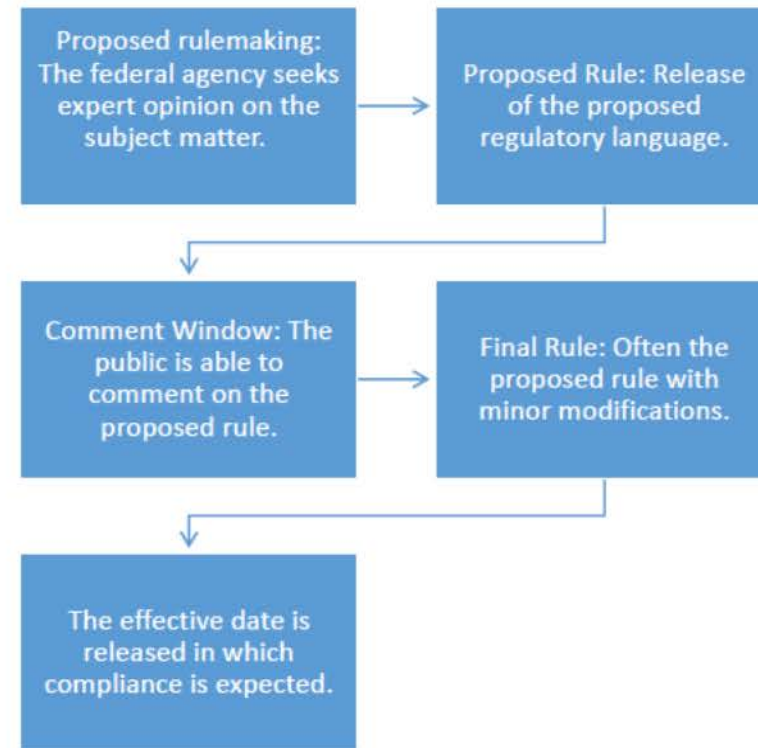 Proposed rulemaking:
The federal agency seeks
expert opinion on the
subject matter.
Proposed Rule: Release
of the proposed
regulatory language.
Comment Window: The
public is able to
comment on the
proposed rule.
Final Rule: Often the
proposed rule with
minor modifications.
The effective date is
released in which
compliance is expected.